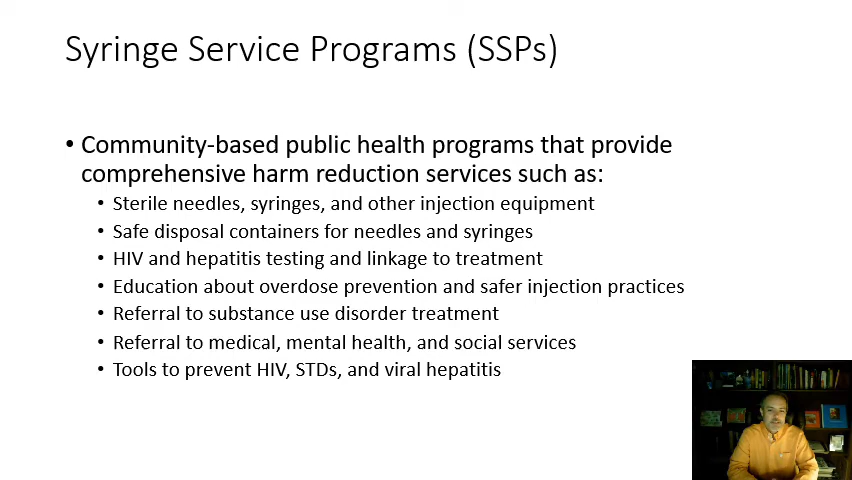 Syringe Service Programs (SSPs)
• Community-based public health programs that provide
comprehensive harm reduction services such as:
• Sterile needles, syringes, and other injection equipment
• Safe disposal containers for needles and syringes
• HIV and hepatitis testing and linkage to treatment
• Education about overdose prevention and safer injection practices
• Referral to substance use disorder treatment
• Referral to medical, mental health, and social services
• Tools to prevent HIV, STDs, and viral hepatitis